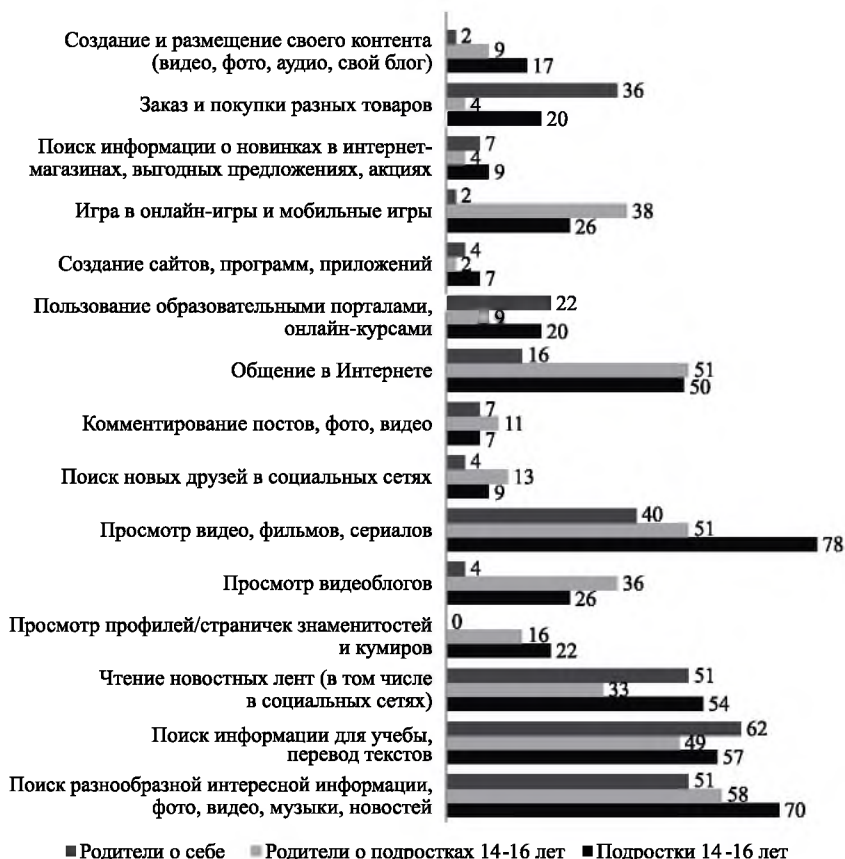 Создание и размещение своего контента
(видео, фото, аудио, свой блог)
2
9
17
Заказ и покупки разных товаров
36
4
20
Поиск информации о новинках в интернет-
магазинах, выгодных предложениях, акциях
7
4
9
Игра в онлайн-игры и мобильные игры
2
38
26
Создание сайтов, программ, приложений
4
2
7
Пользование образовательными порталами,
онлайн-курсами
22
9
20
Общение в Интернете
16
51
50
Комментирование постов, фото, видео
7
11
7
Поиск новых друзей в социальных сетях
4
13
9
Просмотр видео, фильмов, сериалов
40
51
78
Просмотр видеоблогов
4
36
26
Просмотр профилей/страничек знаменитостей
и кумиров
0
16
22
Чтение новостных лент (в том числе
в социальных сетях)
51
33
54
Поиск информации для учебы,
перевод текстов
62
49
57
Поиск разнообразной интересной информации,
фото, видео, музыки, новостей
51
58
70
Родители о себе Родители о подростках 14-16 лет Подростки 14-16 лет